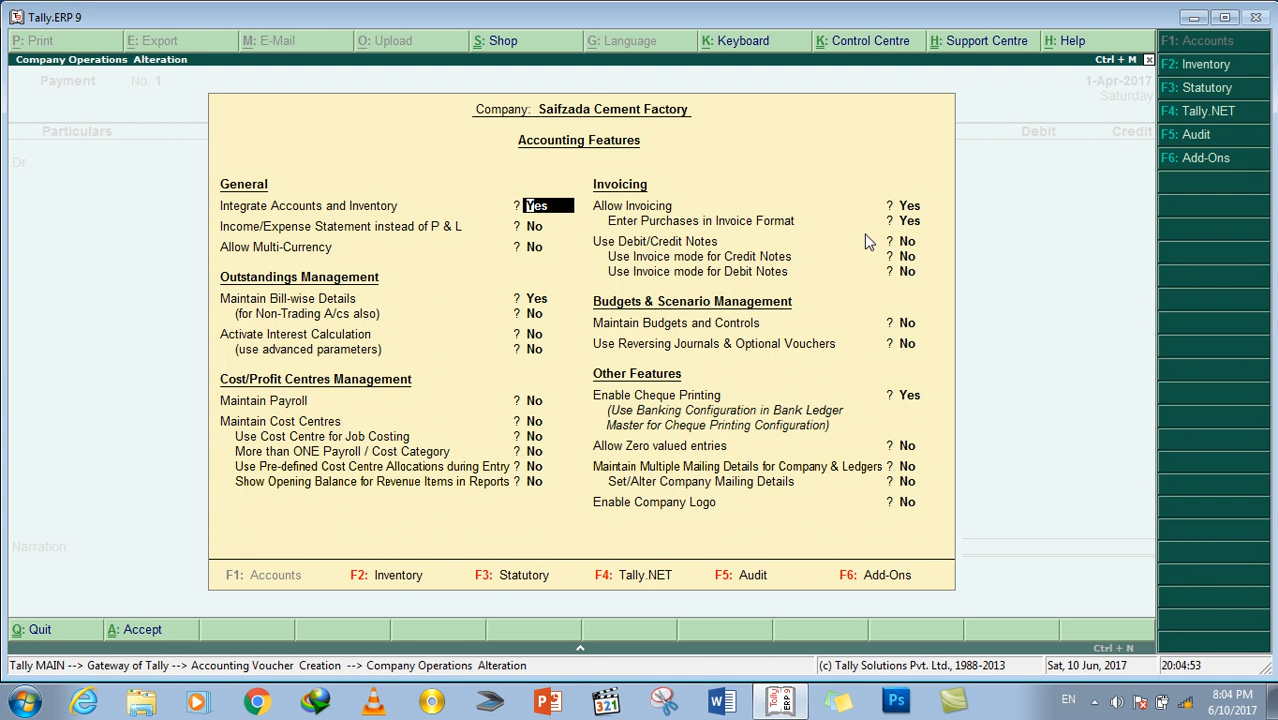 Tally.ERP 9
P: Print
E: Export
M: E-Mail
O: Upload
S: Shop
G: Language
K: Keyboard
K: Control Centre
H: Support Centre
H: Help
Company Operations Alteration
Ctrl + M
Payment No. 1
1-Apr-2017
Saturday
Particulars
Debit
Credit
Dr
Narration:
Company: Saifzada Cement Factory
Accounting Features
General
Integrate Accounts and Inventory ? Yes
Income/Expense Statement instead of P & L ? No
Allow Multi-Currency ? No
Outstandings Management
Maintain Bill-wise Details ? Yes
(for Non-Trading A/cs also) ? No
Activate Interest Calculation ? No
(use advanced parameters) ? No
Cost/Profit Centres Management
Maintain Payroll ? No
Maintain Cost Centres ? No
Use Cost Centre for Job Costing ? No
More than ONE Payroll / Cost Category ? No
Use Pre-defined Cost Centre Allocations during Entry ? No
Show Opening Balance for Revenue Items in Reports ? No
Invoicing
Allow Invoicing ? Yes
Enter Purchases in Invoice Format ? Yes
Use Debit/Credit Notes ? No
Use Invoice mode for Credit Notes ? No
Use Invoice mode for Debit Notes ? No
Budgets & Scenario Management
Maintain Budgets and Controls ? No
Use Reversing Journals & Optional Vouchers ? No
Other Features
Enable Cheque Printing ? Yes
(Use Banking Configuration in Bank Ledger
Master for Cheque Printing Configuration)
Allow Zero valued entries ? No
Maintain Multiple Mailing Details for Company & Ledgers ? No
Set/Alter Company Mailing Details ? No
Enable Company Logo ? No
F1: Accounts
F2: Inventory
F3: Statutory
F4: Tally.NET
F5: Audit
F6: Add-Ons
F1: Accounts
F2: Inventory
F3: Statutory
F4: Tally.NET
F5: Audit
F6: Add-Ons
Q: Quit
A: Accept
Ctrl + N
Tally MAIN --> Gateway of Tally --> Accounting Voucher Creation --> Company Operations Alteration
(c) Tally Solutions Pvt. Ltd., 1988-2013
Sat, 10 Jun, 2017
20:04:53
321
Tally
ERP 9
Ps
EN
8:04 PM
6/10/2017